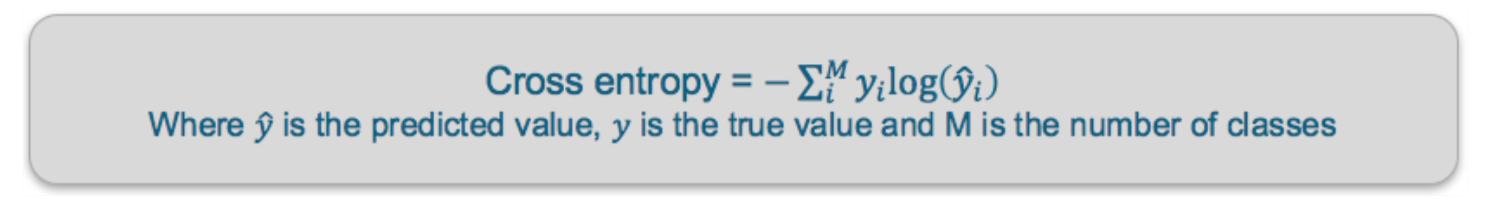 Cross entropy = − ∑ᵢᴹ yᵢlog(ŷᵢ)
Where ŷ is the predicted value, y is the true value and M is the number of classes